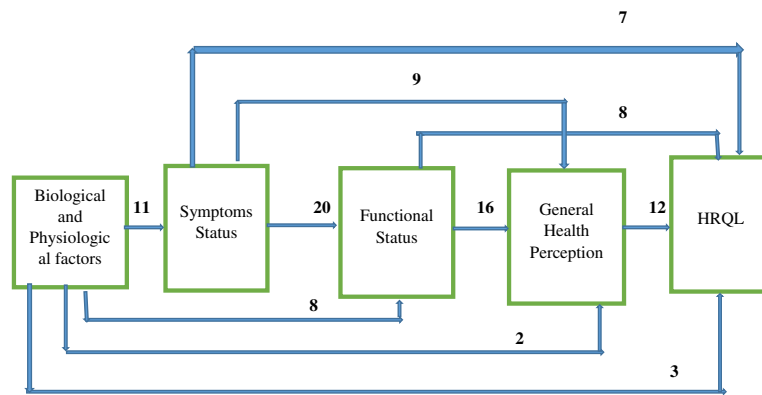 7
9
8
Biological
and
Physiologic
al factors
11
Symptoms
Status
20
Functional
Status
16
General
Health
Perception
12
HRQL
8
2
3